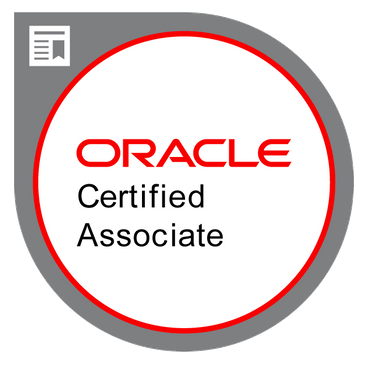 ORACLE
Certified
Associate